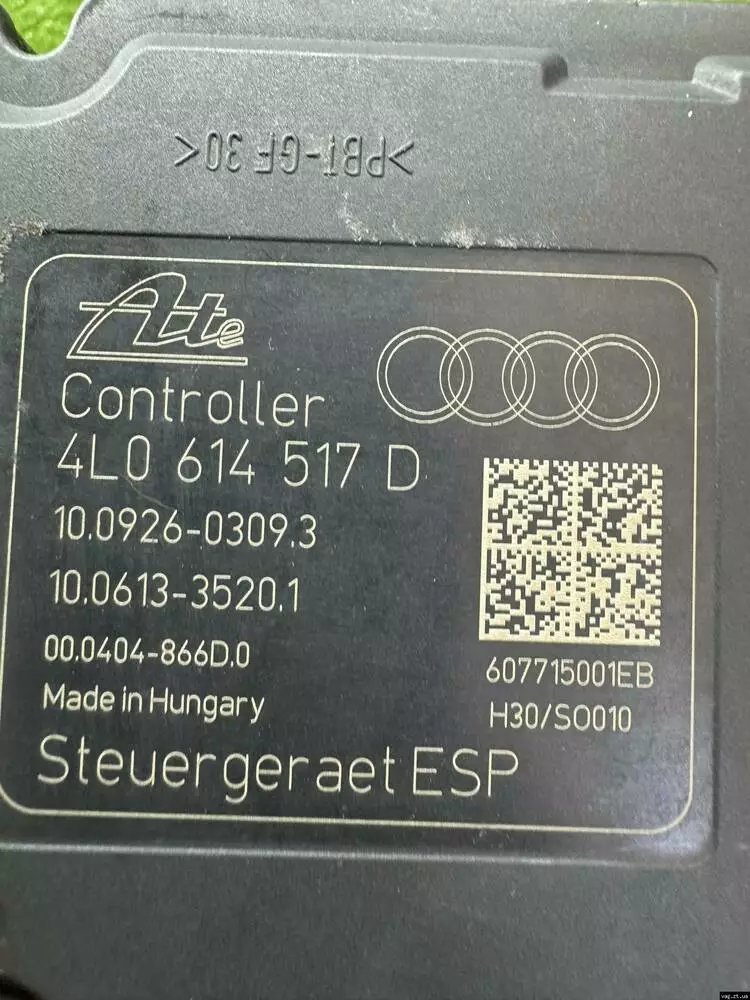 >PBT-GF 30<
Ate
Controller
4L0 614 517 D
10.0926-0309.3
10.0613-3520.1
00.0404-866D.0
Made in Hungary
Steuergeraet ESP
607715001EB
H30/SO010
vag.zt.ua